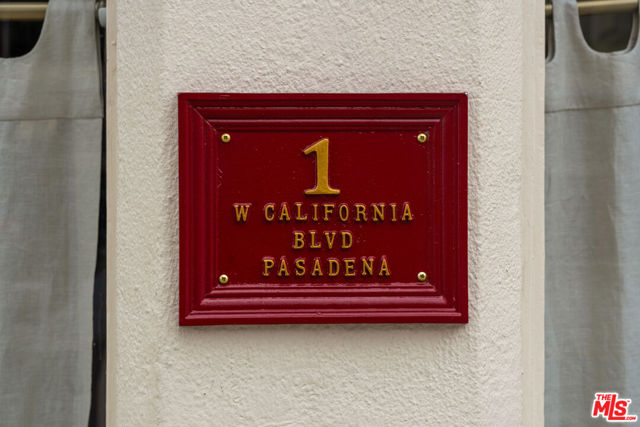 1
W CALIFORNIA
BLVD
PASADENA
THE
MLS